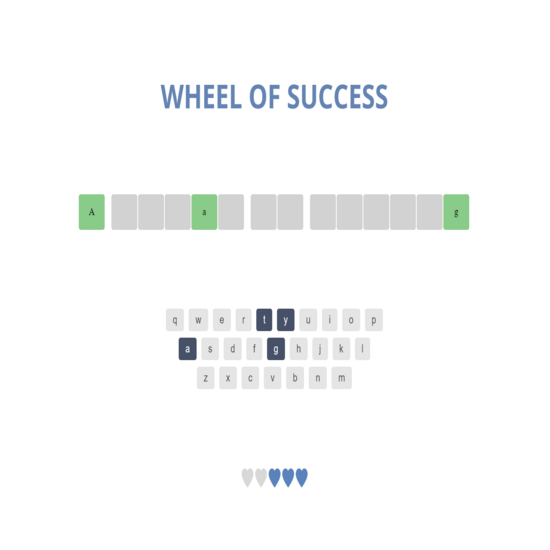 WHEEL OF SUCCESS
A a g
q w e r t y u i o p
a s d f g h j k l
z x c v b n m